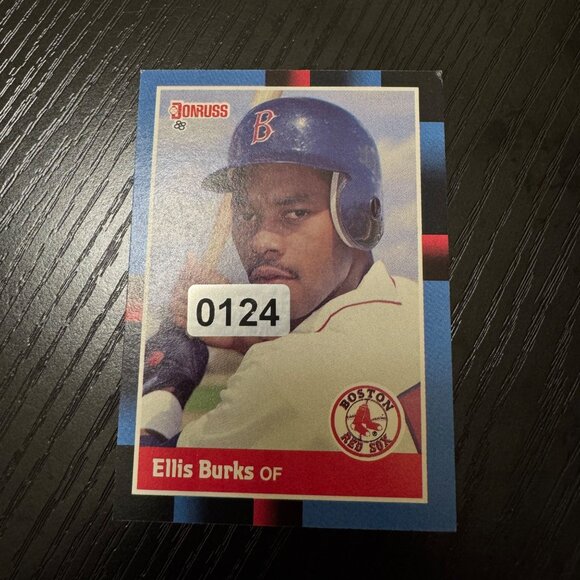 DONRUSS
88
B
0124
BOSTON
RED SOX
Ellis Burks OF